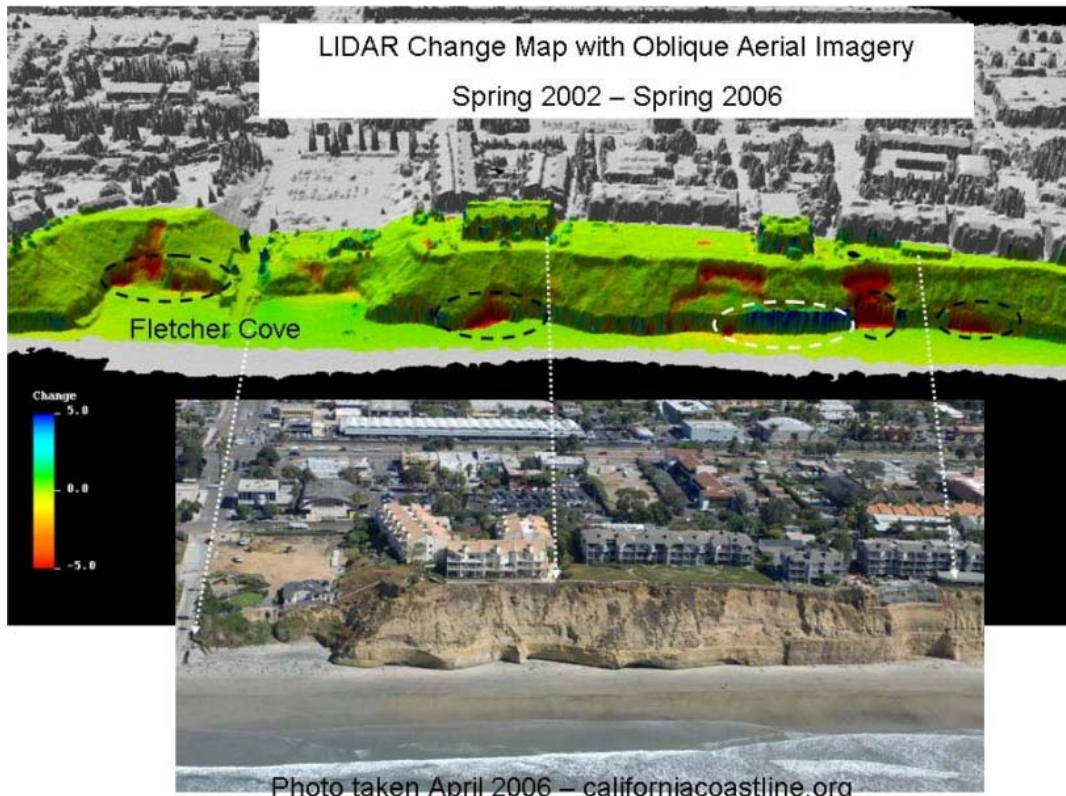 LIDAR Change Map with Oblique Aerial Imagery
Spring 2002 – Spring 2006
Fletcher Cove
Change
5.0
0.0
-5.0
Photo taken April 2006 – californiacoastline.org